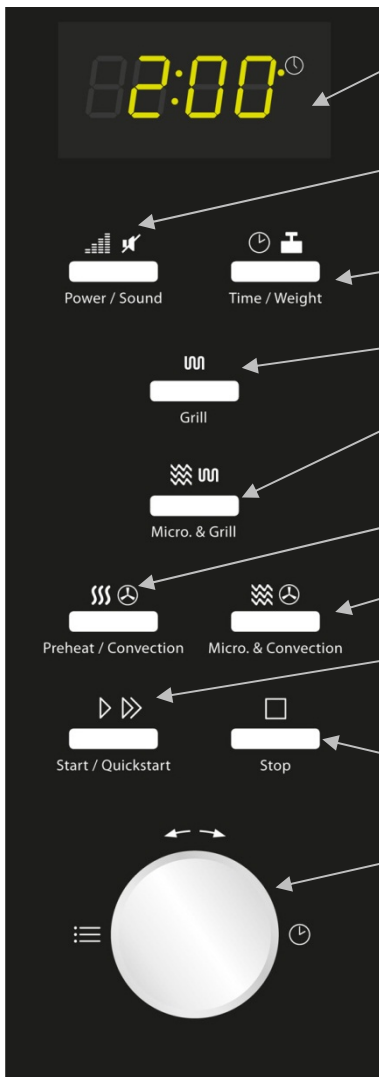 2:00
Power / Sound
Time / Weight
Grill
Micro. & Grill
Preheat / Convection
Micro. & Convection
Start / Quickstart
Stop